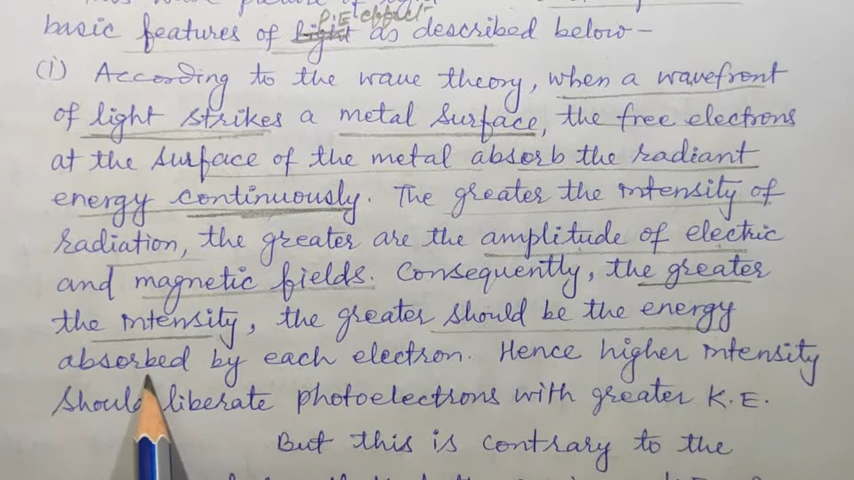 P.E effect
basic features of light as described below -
(i) According to the wave theory, when a wavefront
of light strikes a metal surface, the free electrons
at the surface of the metal absorb the radiant
energy continuously. The greater the intensity of
radiation, the greater are the amplitude of electric
and magnetic fields. Consequently, the greater
the intensity, the greater should be the energy
absorbed by each electron. Hence higher intensity
should liberate photoelectrons with greater K.E.
But this is contrary to the